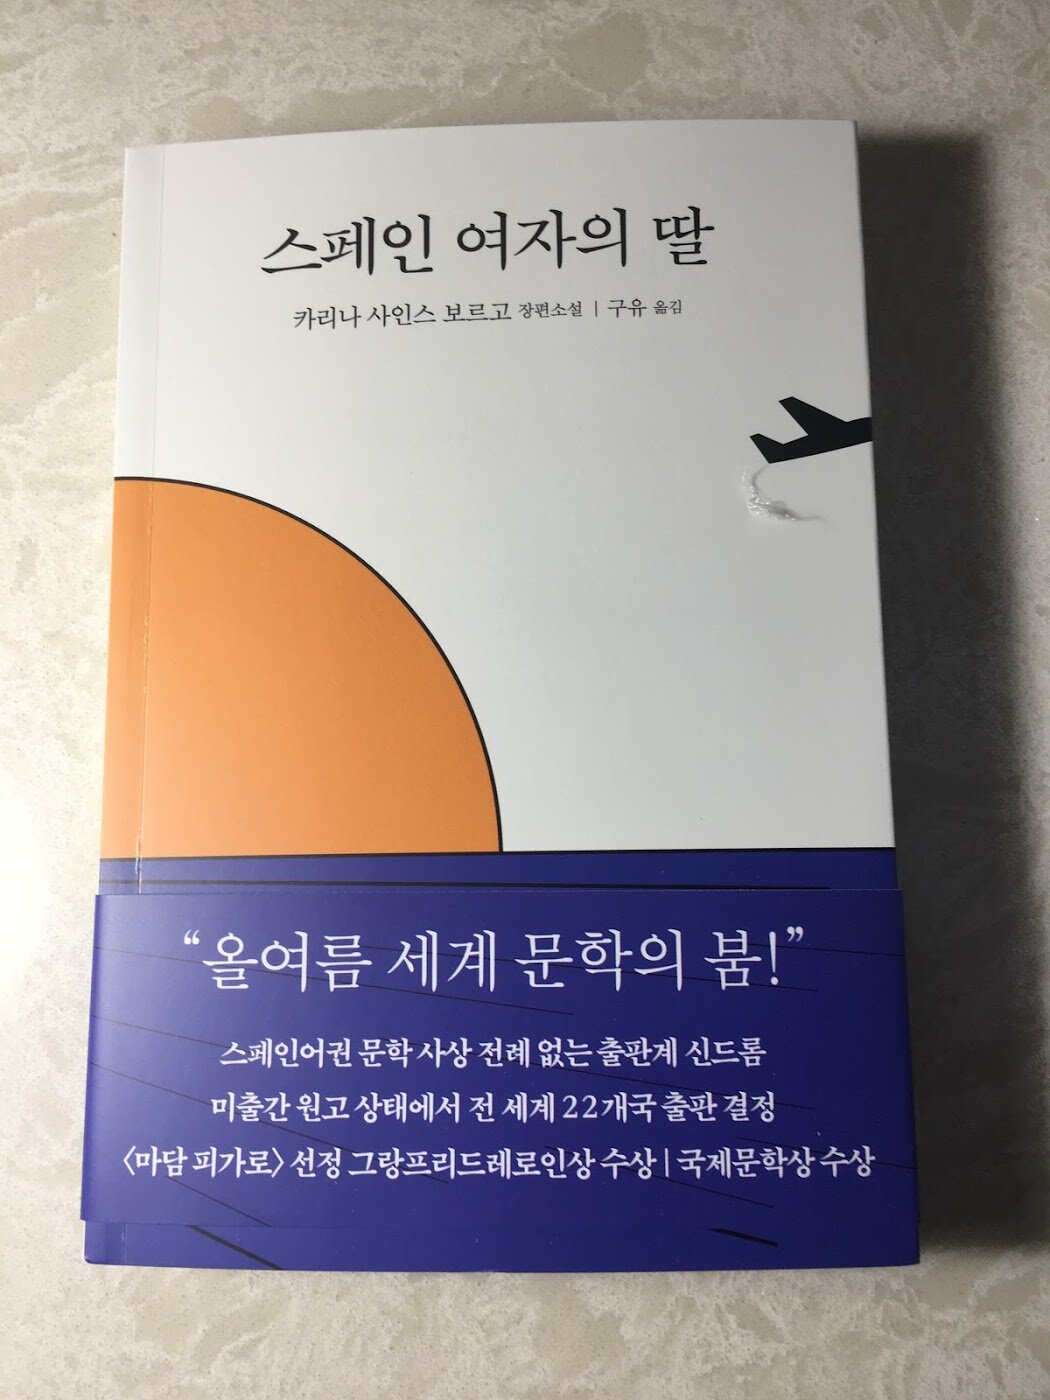 스페인 여자의 딸
카리나 사인스 보르고 장편소설 | 구유 옮김
“올여름 세계 문학의 붐!”
스페인어권 문학 사상 전례 없는 출판계 신드롬
미출간 원고 상태에서 전 세계 22개국 출판 결정
〈마담 피가로〉 선정 그랑프리드레로인상 수상 | 국제문학상 수상